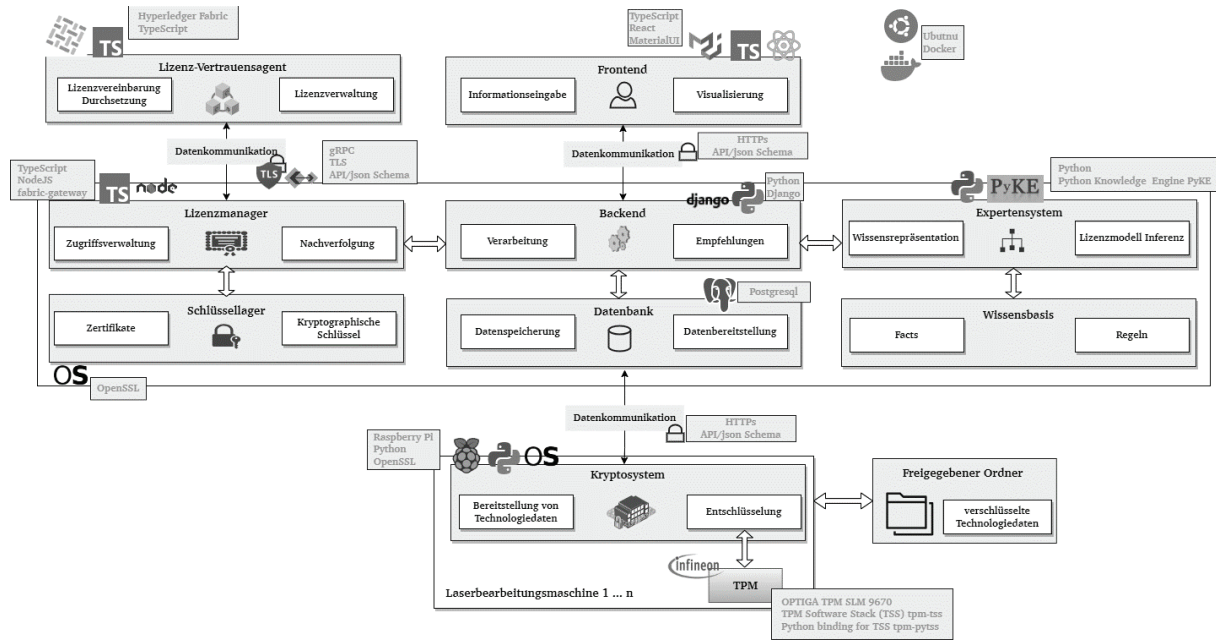 Hyperledger Fabric
TypeScript
TS
Lizenz-Vertrauensagent
Lizenzvereinbarung
Durchsetzung
Lizenzverwaltung
TypeScript
React
MaterialUI
TS
Frontend
Informationseingabe
Visualisierung
Ubutnu
Docker
Datenkommunikation
TLS
gRPC
TLS
API/json Schema
Datenkommunikation
HTTPs
API/json Schema
TypeScript
NodeJS
fabric-gateway
TS
node
Lizenzmanager
Zugriffsverwaltung
Nachverfolgung
django
Python
Django
Backend
Verarbeitung
Empfehlungen
PyKE
Python
Python Knowledge Engine PyKE
Expertensystem
Wissensrepräsentation
Lizenzmodell Inferenz
Schlüssellager
Zertifikate
Kryptographische
Schlüssel
Postgresql
Datenbank
Datenspeicherung
Datenbereitstellung
Wissensbasis
Facts
Regeln
OS
OpenSSL
Datenkommunikation
HTTPs
API/json Schema
Raspberry PI
Python
OpenSSL
OS
Kryptosystem
Bereitstellung von
Technologiedaten
Entschlüsselung
Freigegebener Ordner
verschlüsselte
Technologiedaten
infineon
TPM
Laserbearbeitungsmaschine 1 ... n
OPTIGA TPM SLM 9670
TPM Software Stack (TSS) tpm-tss
Python binding for TSS tpm-pytss